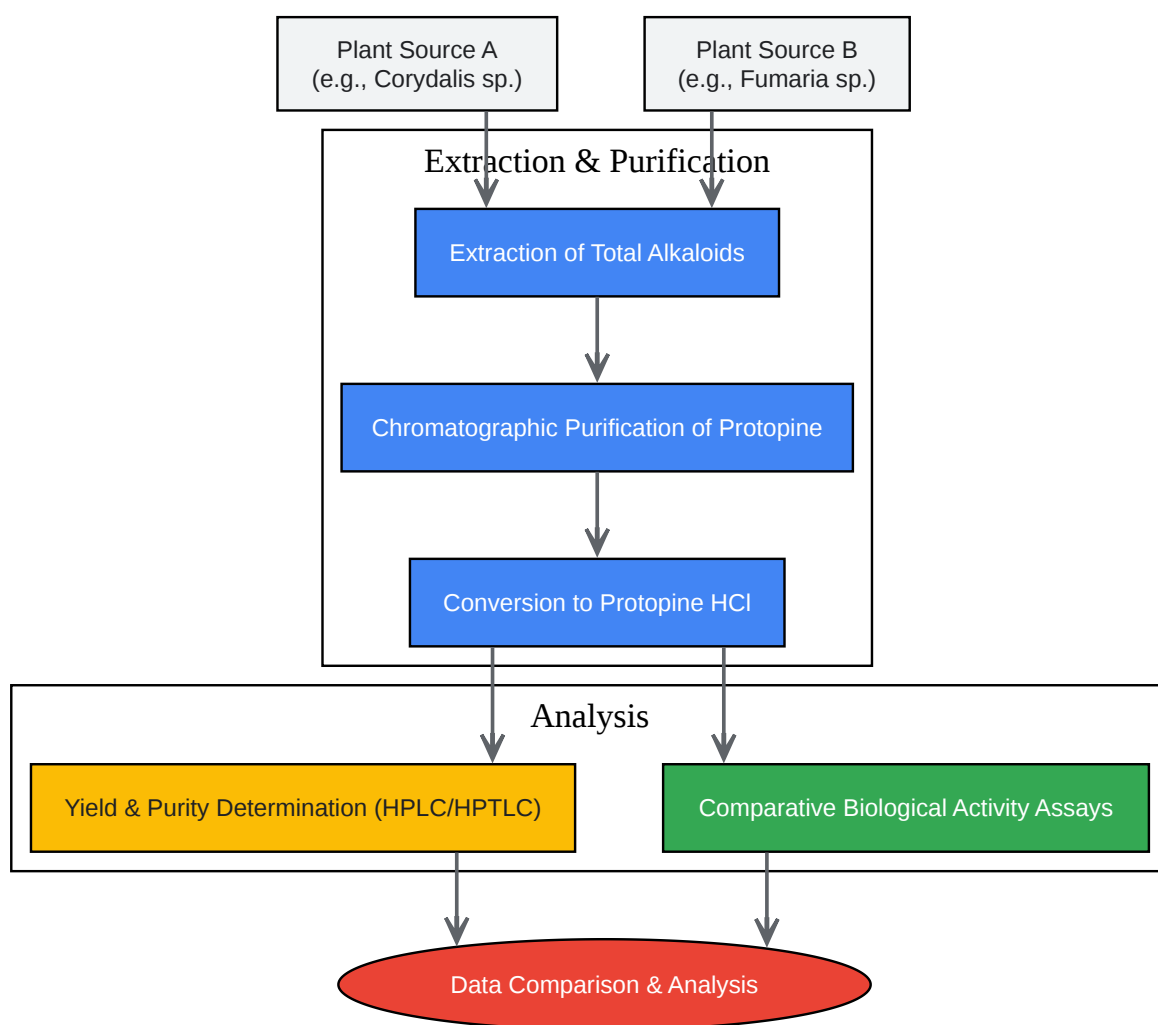 Plant Source A
(e.g., Corydalis sp.)
Plant Source B
(e.g., Fumaria sp.)
Extraction & Purification
Extraction of Total Alkaloids
Chromatographic Purification of Protopine
Conversion to Protopine HCl
Analysis
Yield & Purity Determination (HPLC/HPTLC)
Comparative Biological Activity Assays
Data Comparison & Analysis